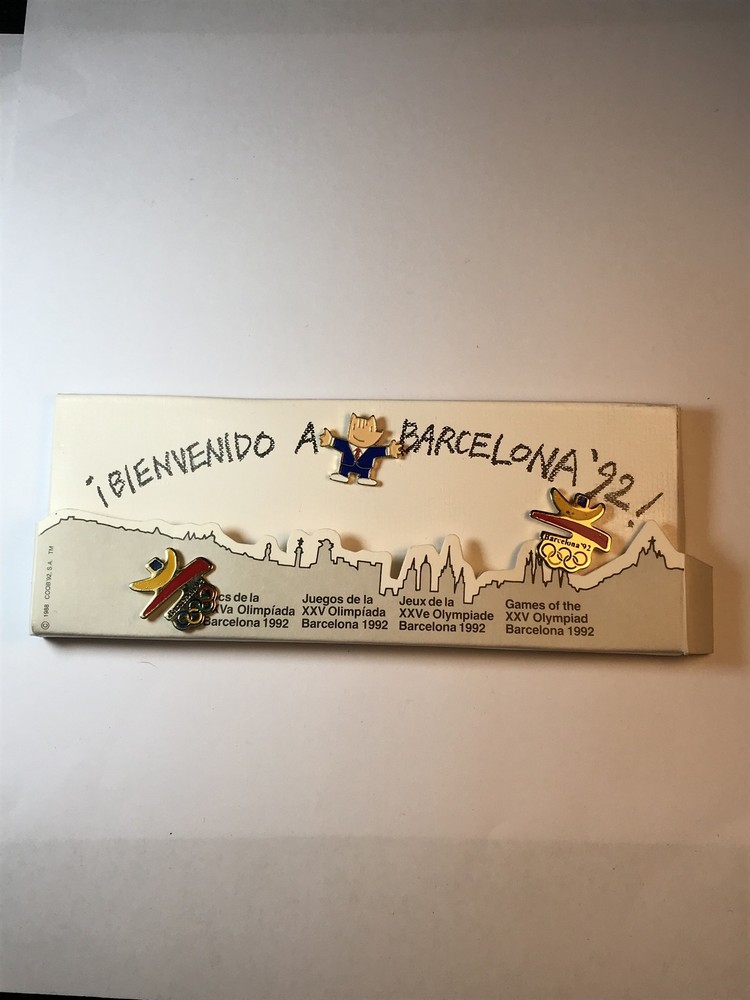 ¡BIENVENIDO A BARCELONA '92!
Barcelona'92
© 1988 COOB'92, S.A. TM
cs de la
XVa Olimpíada
Barcelona 1992
Juegos de la
XXV Olimpíada
Barcelona 1992
Jeux de la
XXVe Olympiade
Barcelona 1992
Games of the
XXV Olympiad
Barcelona 1992